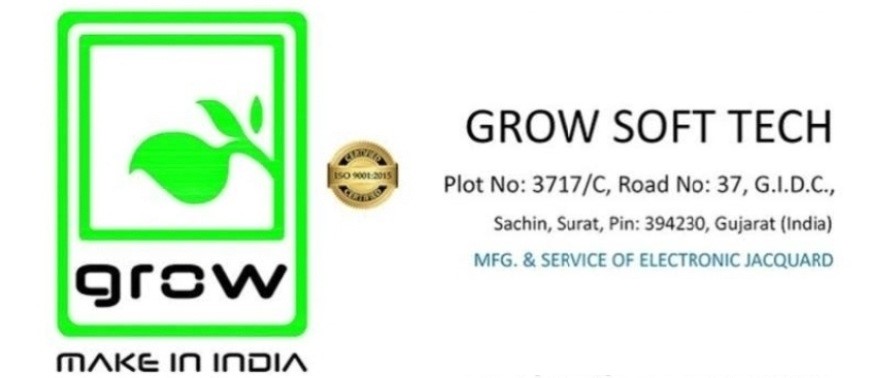 grow
MAKE IN INDIA
CERTIFIED
ISO 9001:2015
CERTIFIED
GROW SOFT TECH
Plot No: 3717/C, Road No: 37, G.I.D.C.,
Sachin, Surat, Pin: 394230, Gujarat (India)
MFG. & SERVICE OF ELECTRONIC JACQUARD